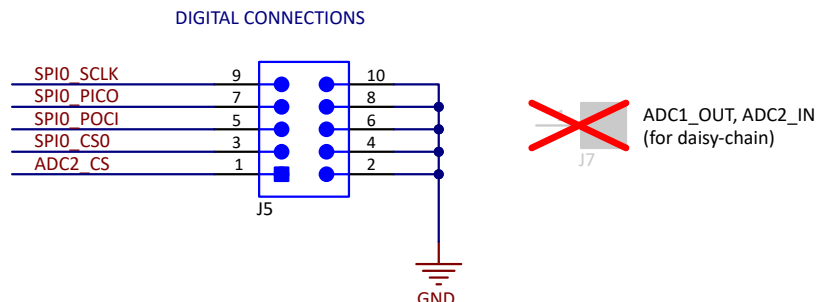 DIGITAL CONNECTIONS
SPI0_SCLK 9 10
SPI0_PICO 7 8
SPI0_POCI 5 6
SPI0_CS0 3 4
ADC2_CS 1 2
J5
GND
ADC1_OUT, ADC2_IN
(for daisy-chain)
J7